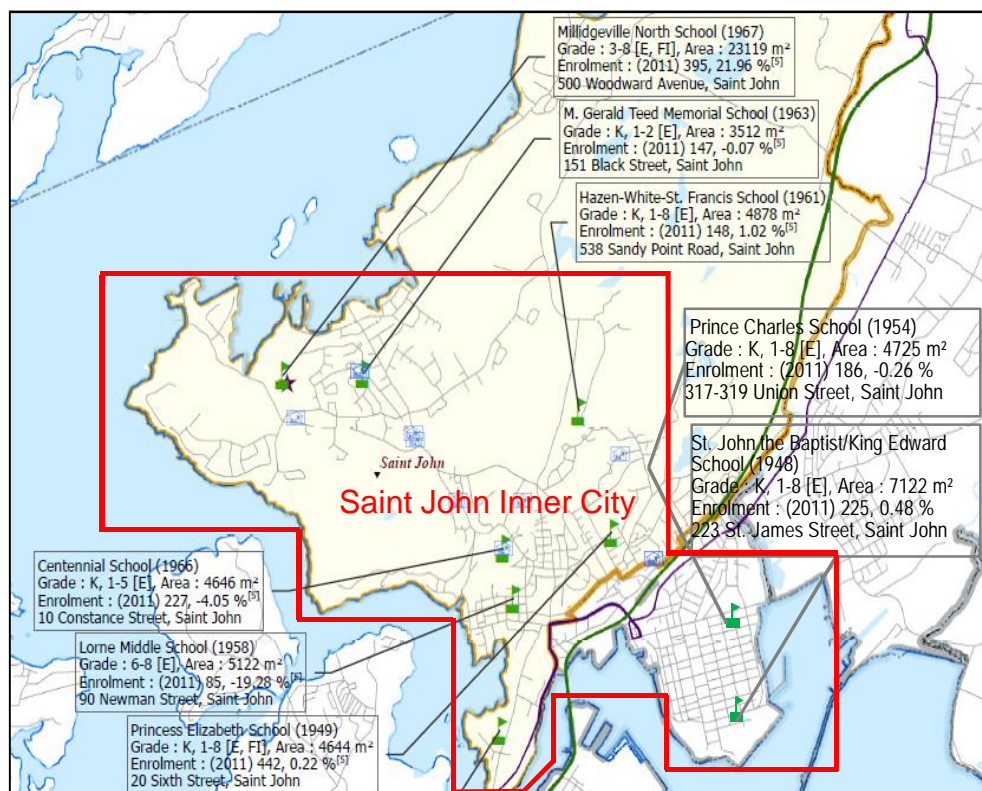 Millidgeville North School (1967)
Grade : 3-8 [E, FI], Area : 23119 m²
Enrolment : (2011) 395, 21.96 %[5]
500 Woodward Avenue, Saint John
M. Gerald Teed Memorial School (1963)
Grade : K, 1-2 [E], Area : 3512 m²
Enrolment : (2011) 147, -0.07 %[5]
151 Black Street, Saint John
Hazen-White-St. Francis School (1961)
Grade : K, 1-8 [E], Area : 4878 m²
Enrolment : (2011) 148, 1.02 %[5]
538 Sandy Point Road, Saint John
Prince Charles School (1954)
Grade : K, 1-8 [E], Area : 4725 m²
Enrolment : (2011) 186, -0.26 %
317-319 Union Street, Saint John
St. John the Baptist/King Edward
School (1948)
Grade : K, 1-8 [E], Area : 7122 m²
Enrolment : (2011) 225, 0.48 %
223 St. James Street, Saint John
Saint John
Saint John Inner City
Centennial School (1966)
Grade : K, 1-5 [E], Area : 4646 m²
Enrolment : (2011) 227, -4.05 %[5]
10 Constance Street, Saint John
Lorne Middle School (1958)
Grade : 6-8 [E], Area : 5122 m²
Enrolment : (2011) 85, -19.28 %[5]
90 Newman Street, Saint John
Princess Elizabeth School (1949)
Grade : K, 1-8 [E, FI], Area : 4644 m²
Enrolment : (2011) 442, 0.22 %[5]
20 Sixth Street, Saint John